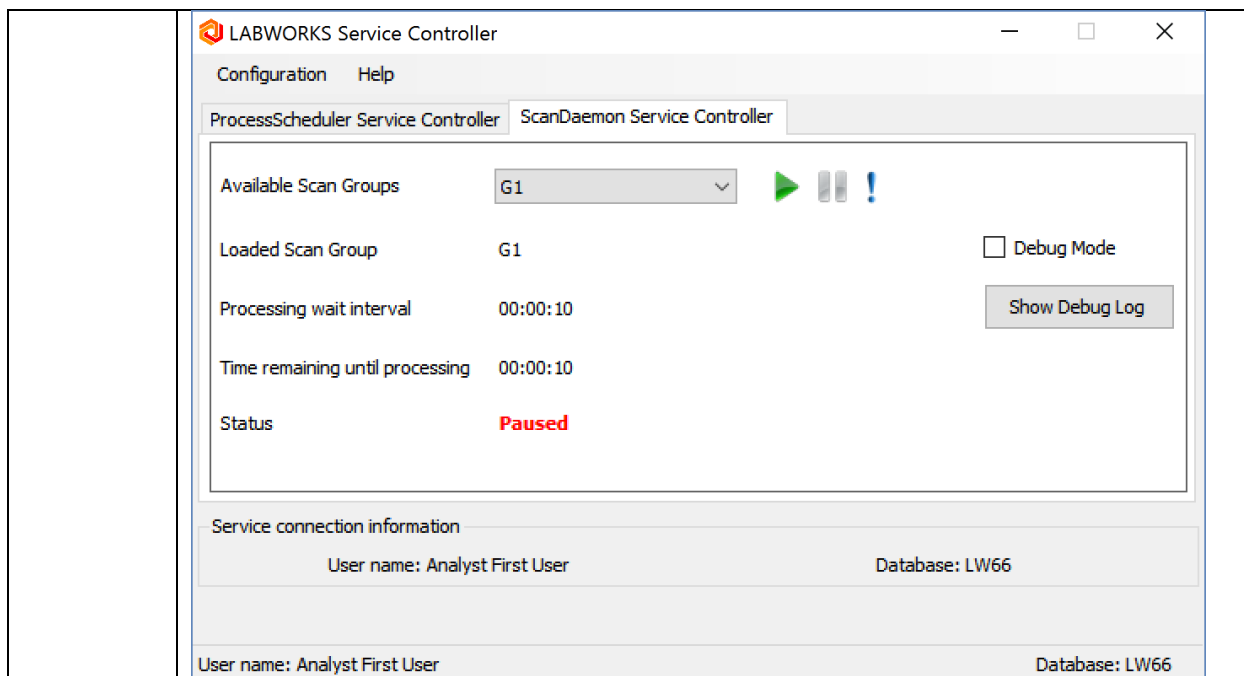 LABWORKS Service Controller
Configuration Help
ProcessScheduler Service Controller ScanDaemon Service Controller
Available Scan Groups G1
Loaded Scan Group G1 Debug Mode
Processing wait interval 00:00:10 Show Debug Log
Time remaining until processing 00:00:10
Status Paused
Service connection information
User name: Analyst First User Database: LW66
User name: Analyst First User Database: LW66